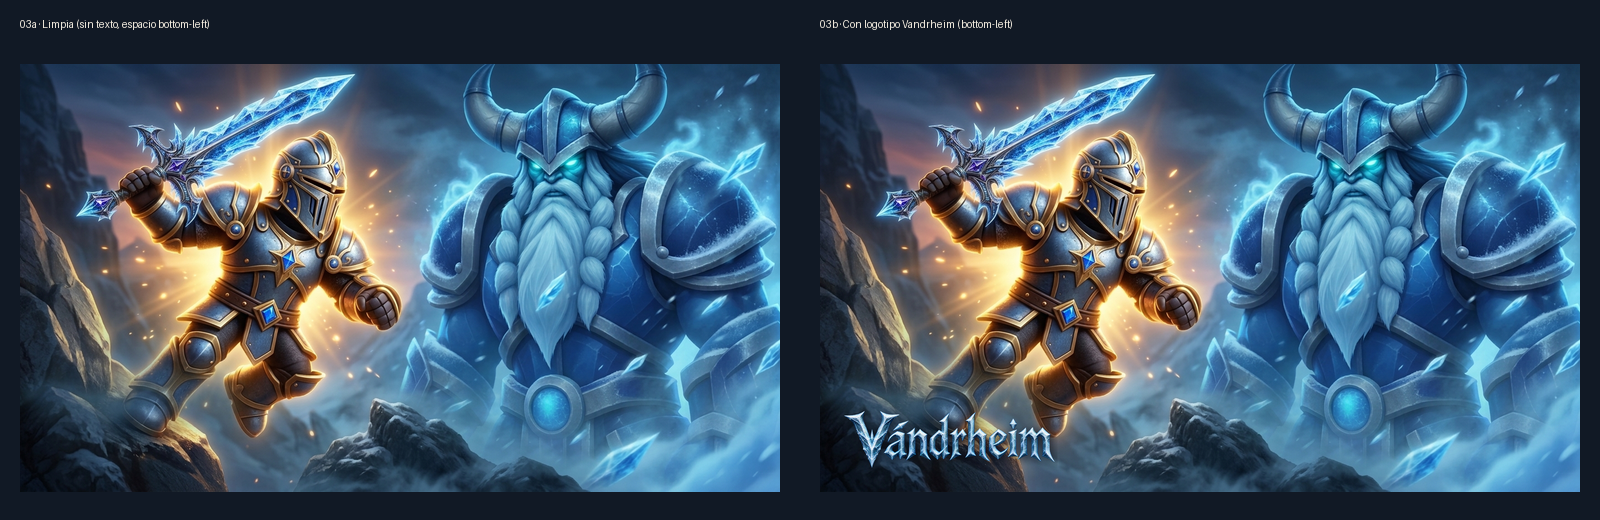 03a · Limpia (sin texto, espacio bottom-left)
03b · Con logotipo Vandrheim (bottom-left)
Vándrheim